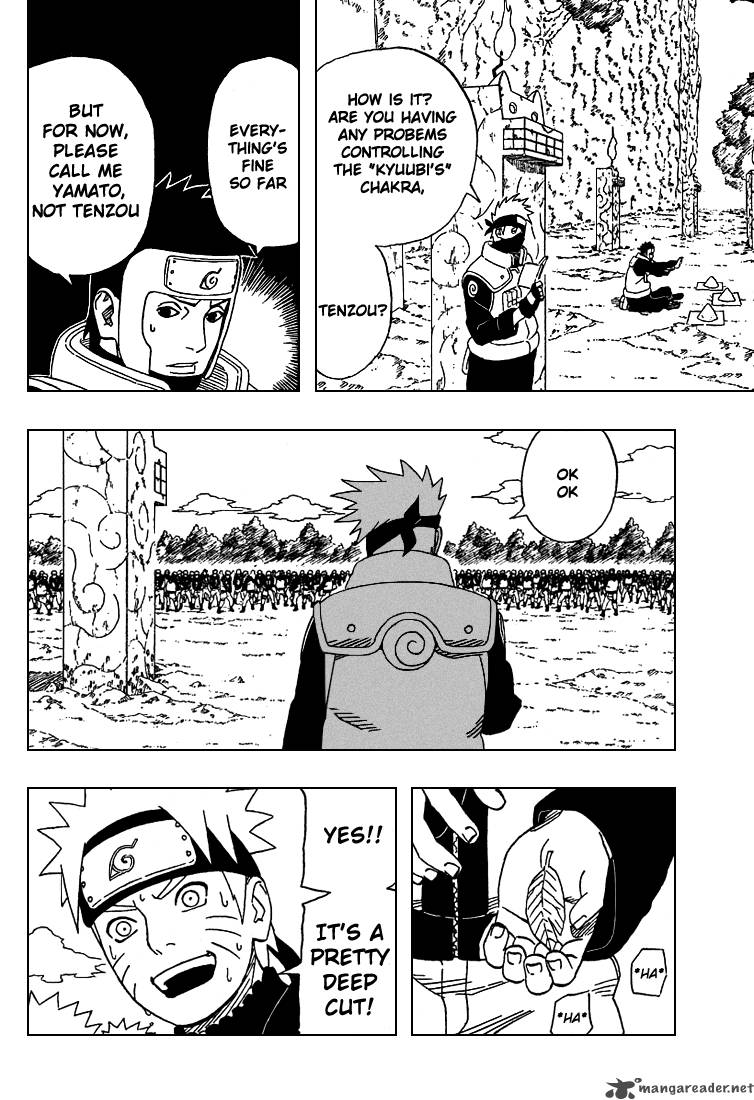 HOW IS IT?
ARE YOU HAVING
ANY PROBEMS
CONTROLLING
THE "KYUUBI'S"
CHAKRA,
TENZOU?
EVERY-
THING'S
FINE
SO FAR
BUT
FOR NOW,
PLEASE
CALL ME
YAMATO,
NOT TENZOU
OK
OK
*HA*
*HA*
YES!!
IT'S A
PRETTY
DEEP
CUT!
mangareader.net